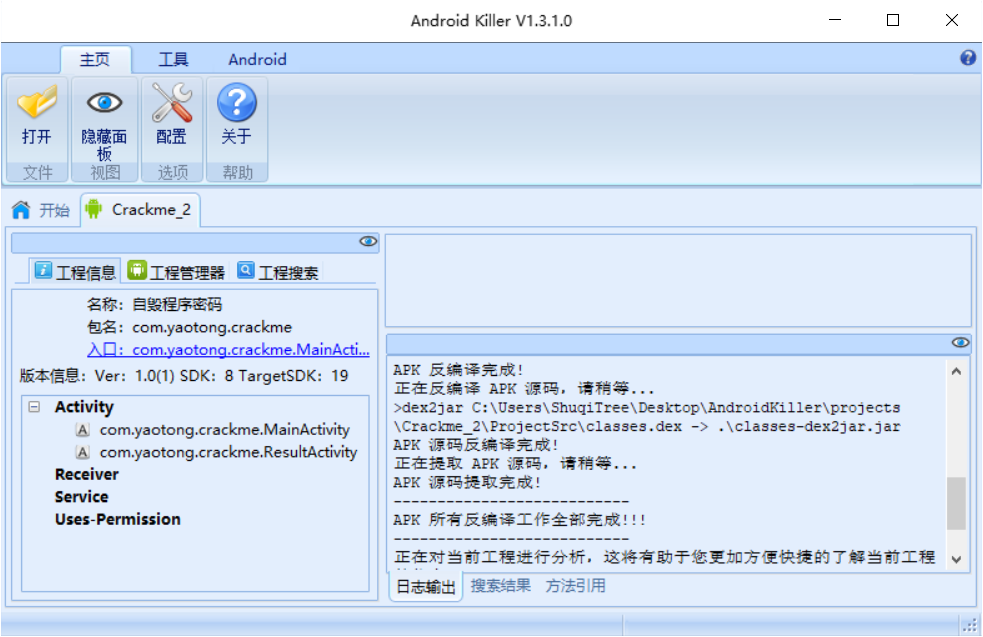 Android Killer V1.3.1.0
主页 工具 Android
打开 隐藏面板 配置 关于
文件 视图 选项 帮助
开始 Crackme_2
工程信息 工程管理器 工程搜索
名称：自毁程序密码
包名：com.yaotong.crackme
入口：com.yaotong.crackme.MainActi...
版本信息：Ver：1.0(1) SDK：8 TargetSDK：19
Activity
com.yaotong.crackme.MainActivity
com.yaotong.crackme.ResultActivity
Receiver
Service
Uses-Permission
APK 反编译完成!
正在反编译 APK 源码，请稍等...
>dex2jar C:\Users\ShuqiTree\Desktop\AndroidKiller\projects
\Crackme_2\ProjectSrc\classes.dex -> .\classes-dex2jar.jar
APK 源码反编译完成!
正在提取 APK 源码，请稍等...
APK 源码提取完成!
----------------------------
APK 所有反编译工作全部完成!!!
----------------------------
正在对当前工程进行分析，这将有助于您更加方便快捷的了解当前工程
日志输出 搜索结果 方法引用